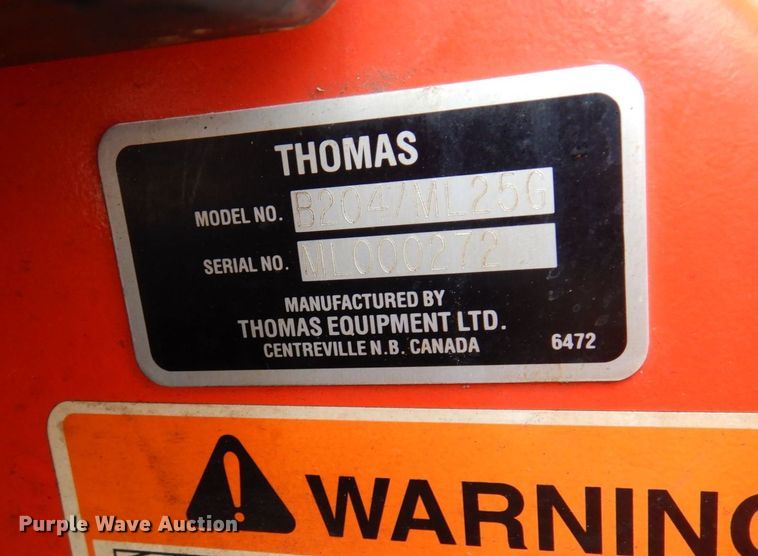 THOMAS
MODEL NO. B204/ML25G
SERIAL NO. ML000272
MANUFACTURED BY
THOMAS EQUIPMENT LTD.
CENTREVILLE N.B. CANADA 6472
WARNING
Purple Wave Auction